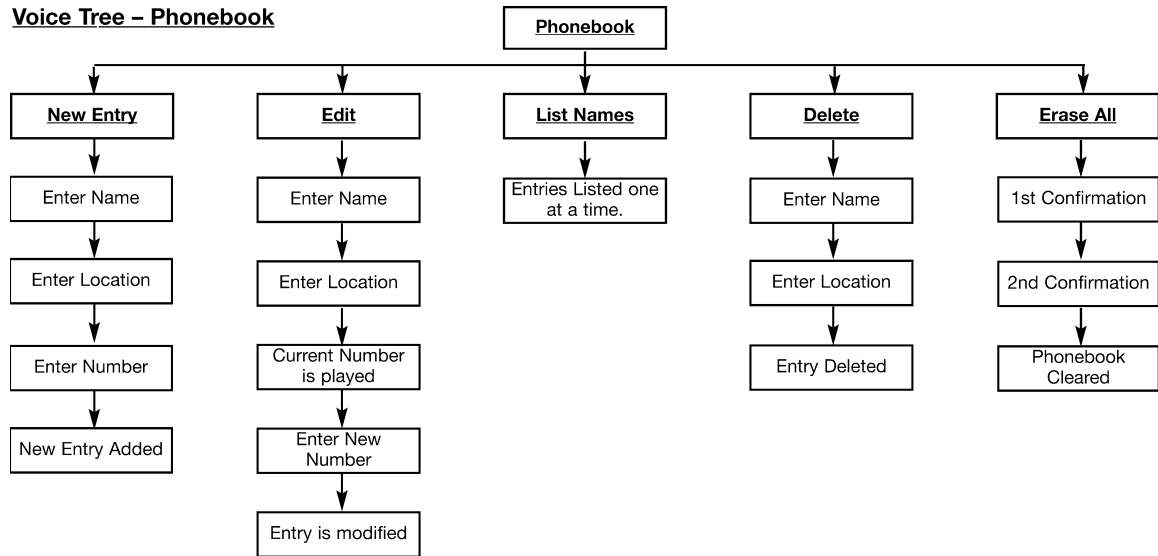 Voice Tree – Phonebook
Phonebook
New Entry
Edit
List Names
Delete
Erase All
Enter Name
Enter Name
Entries Listed one
at a time.
Enter Name
1st Confirmation
Enter Location
Enter Location
Enter Location
2nd Confirmation
Enter Number
Current Number
is played
Entry Deleted
Phonebook
Cleared
New Entry Added
Enter New
Number
Entry is modified